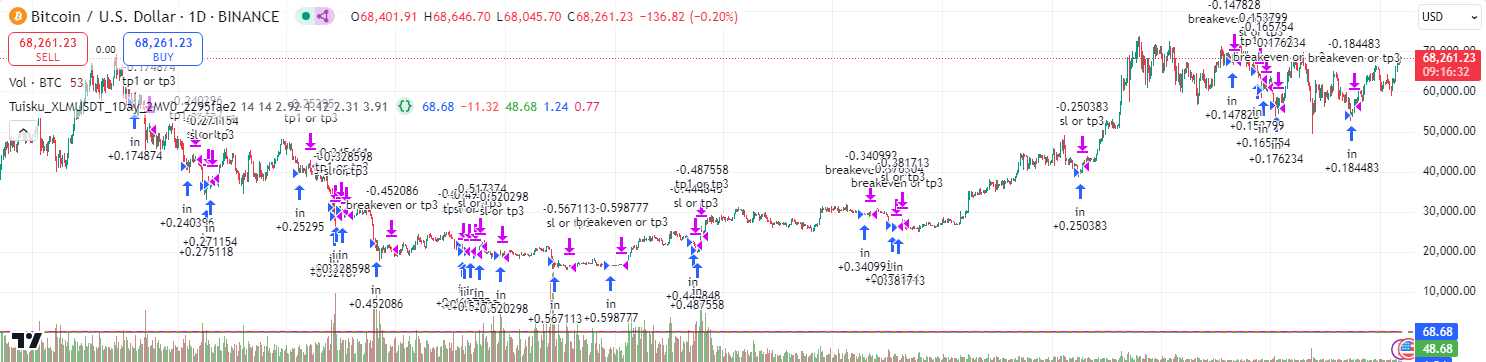 Bitcoin / U.S. Dollar · 1D · BINANCE O68,401.91 H68,646.70 L68,045.70 C68,261.23 −136.82 (−0.20%)
USD
68,261.23
SELL
0.00
68,261.23
BUY
Vol · BTC 53
Tuisku_XLMUSDT_1Day_2MV0_2295fae2 14 14 2.92 2.31 3.91 68.68 −11.32 48.68 1.24 0.77
-0.174874
tp1 or tp3
in
+0.174874
-0.240396
tp1 or tp3
-0.271154
sl or tp3
in
+0.240396
in
+0.271154
+0.275118
tp1 or tp3
in
+0.25295
-0.328598
sl or tp3
+0.328598
-0.452086
breakeven or tp3
in
+0.452086
-0.517374
-0.520298
sl or tp3
in
+0.520298
-0.567113
sl or tp3
in
+0.567113
-0.598777
breakeven or tp3
in
+0.598777
-0.487558
tp1 or tp3
sl or tp3
in
+0.487558
-0.340993
breakeven
in
+0.340991
-0.381713
sl or tp3
breakeven or tp3
in
+0.381713
-0.250383
sl or tp3
in
+0.250383
-0.147828
breakeven
-0.153799
sl or tp3
-0.165754
tp1
-0.176234
breakeven or tp3
in
+0.147828
in
+0.153799
in
+0.165754
in
+0.176234
-0.184483
breakeven or tp3
in
+0.184483
70,000.00
68,261.23
09:16:32
60,000.00
50,000.00
40,000.00
30,000.00
20,000.00
10,000.00
68.68
48.68